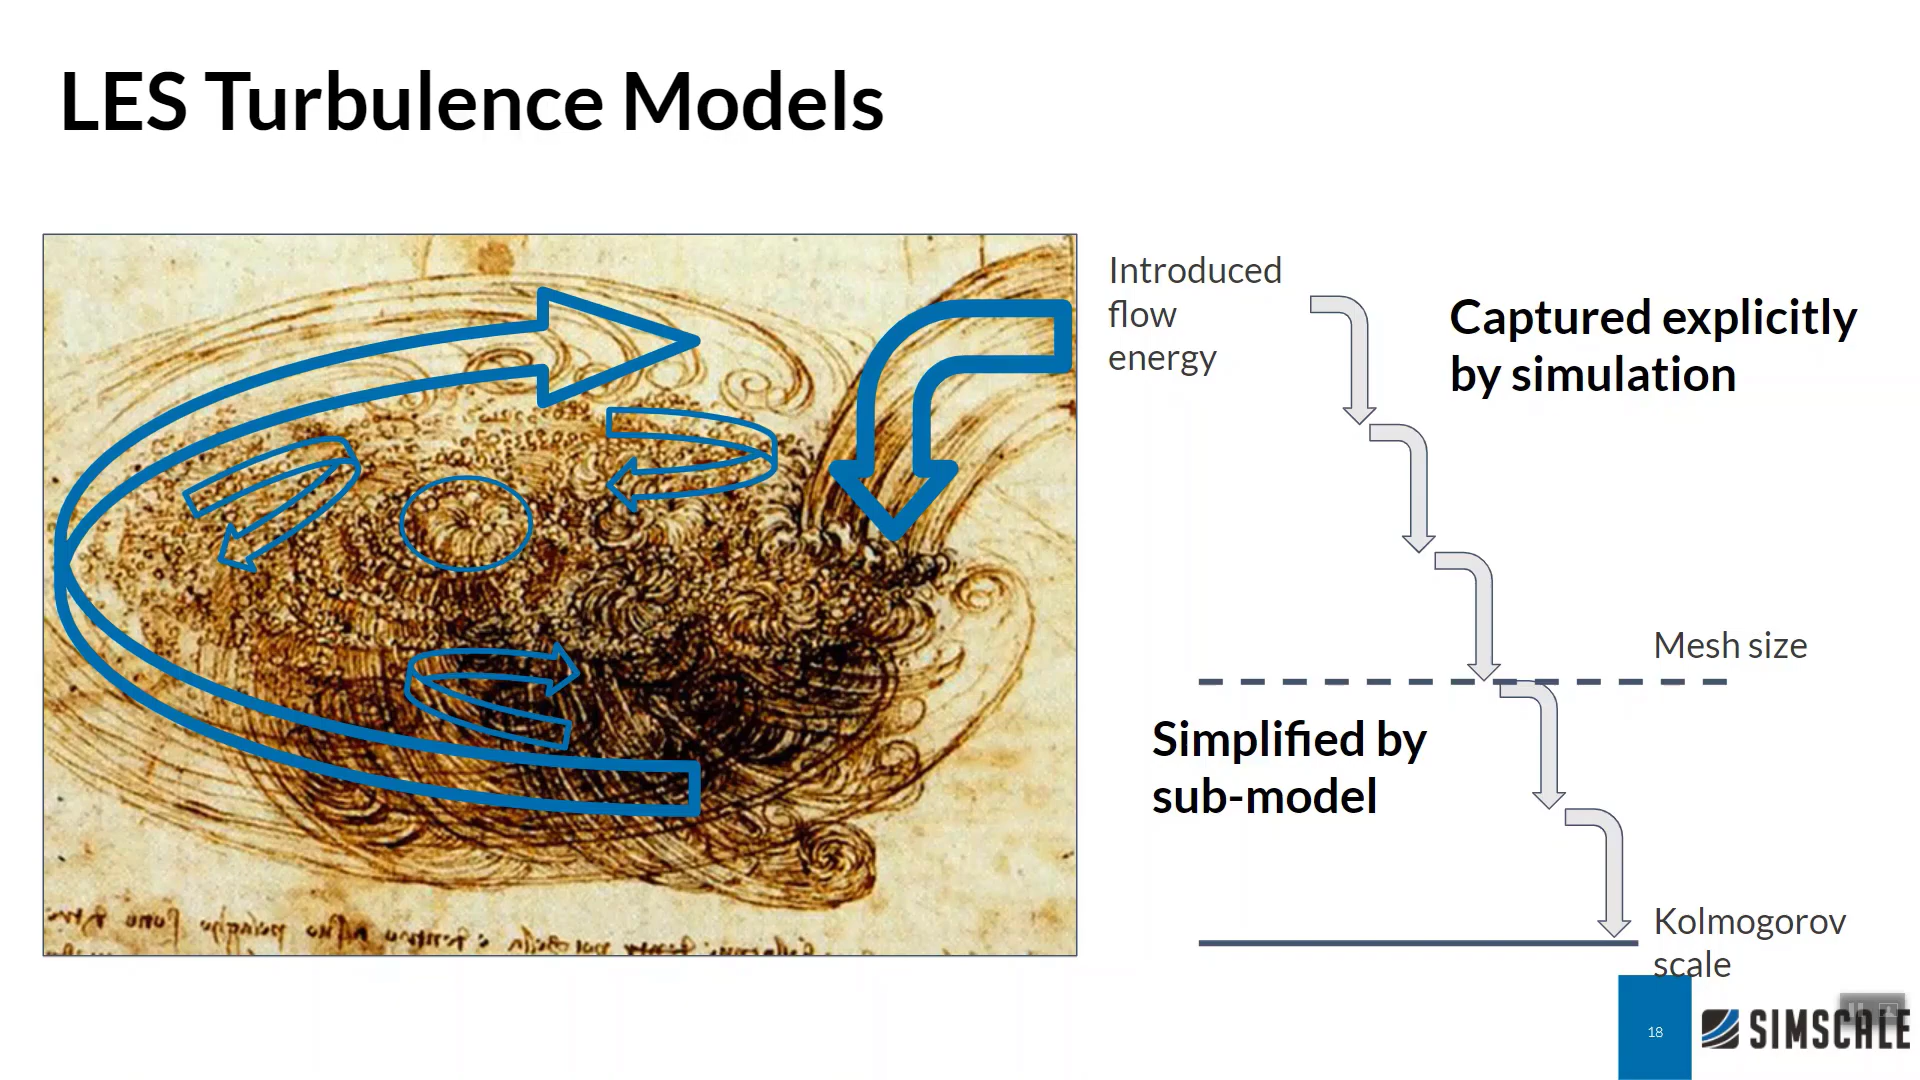 LES Turbulence Models
Introduced
flow
energy
Captured explicitly
by simulation
Mesh size
Simplified by
sub-model
Kolmogorov
scale
18
SIMSCALE